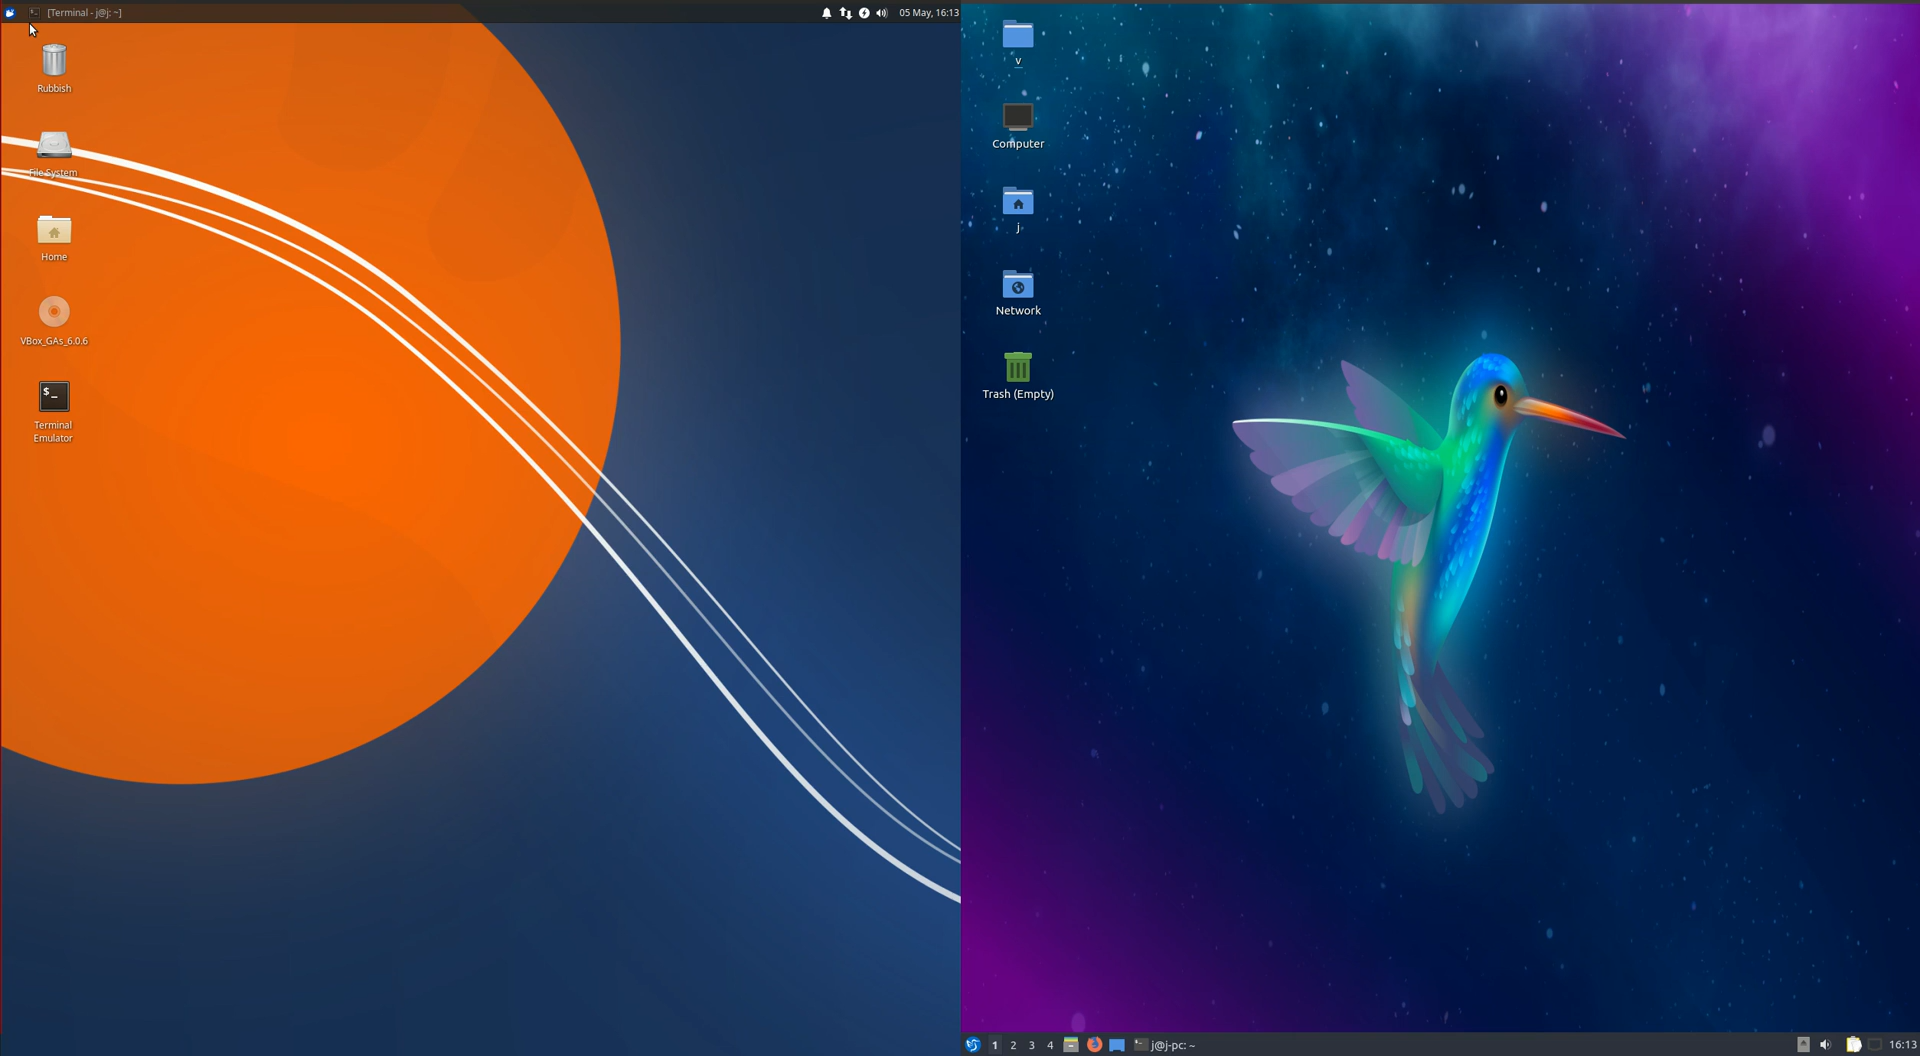 [Terminal - j@j: ~]
05 May, 16:13
Rubbish
File System
Home
VBox_GAs_6.0.6
$_
Terminal
Emulator
v
Computer
j
Network
Trash (Empty)
1 2 3 4 j@j-pc: ~
16:13